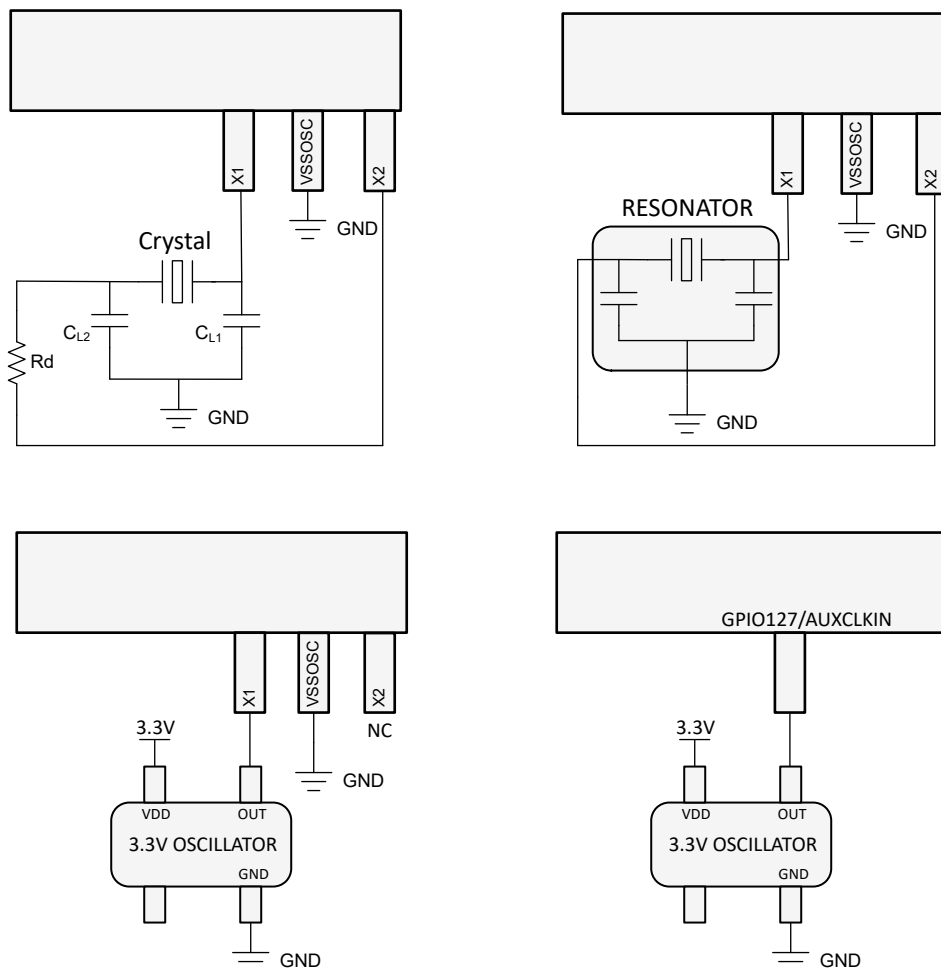 X1
VSSOSC
X2
GND
Crystal
CL2
CL1
Rd
GND
X1
VSSOSC
X2
GND
RESONATOR
GND
X1
VSSOSC
X2
NC
3.3V
GND
VDD
OUT
3.3V OSCILLATOR
GND
GND
GPIO127/AUXCLKIN
3.3V
VDD
OUT
3.3V OSCILLATOR
GND
GND